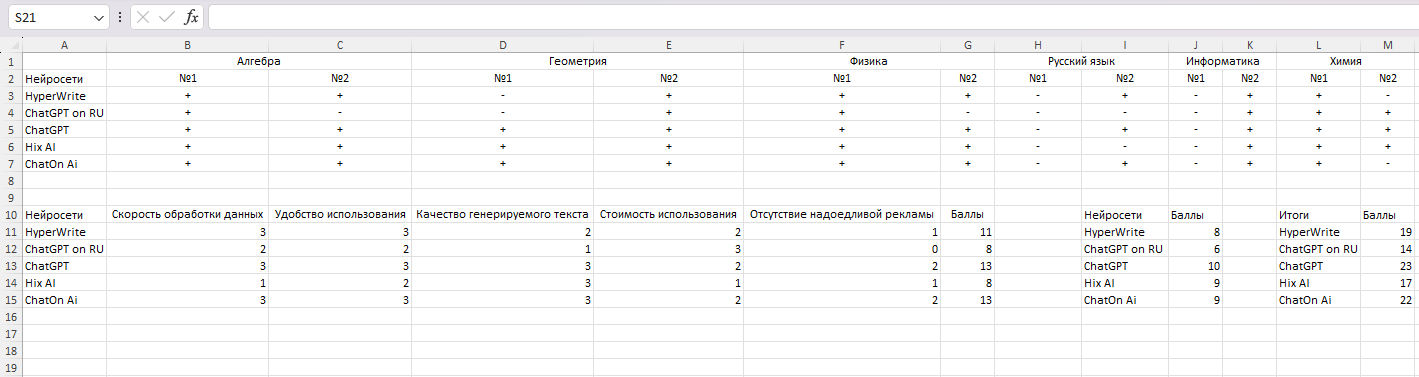 S21 fx
A B C D E F G H I J K L M
1 Алгебра Геометрия Физика Русский язык Информатика Химия
2 Нейросети №1 №2 №1 №2 №1 №2 №1 №2 №1 №2 №1 №2
3 HyperWrite + + - + + + - + - + + -
4 ChatGPT on RU + - - + + - - - - + + +
5 ChatGPT + + + + + + - + - + + +
6 Hix AI + + + + + + - - - + + +
7 ChatOn Ai + + + + + + - + - + + -
8
9
10 Нейросети Скорость обработки данных Удобство использования Качество генерируемого текста Стоимость использования Отсутствие надоедливой рекламы Баллы Нейросети Баллы Итоги Баллы
11 HyperWrite 3 3 2 2 1 11 HyperWrite 8 HyperWrite 19
12 ChatGPT on RU 2 2 1 3 0 8 ChatGPT on RU 6 ChatGPT on RU 14
13 ChatGPT 3 3 3 2 2 13 ChatGPT 10 ChatGPT 23
14 Hix AI 1 2 3 1 1 8 Hix AI 9 Hix AI 17
15 ChatOn Ai 3 3 3 2 2 13 ChatOn Ai 9 ChatOn Ai 22
16
17
18
19